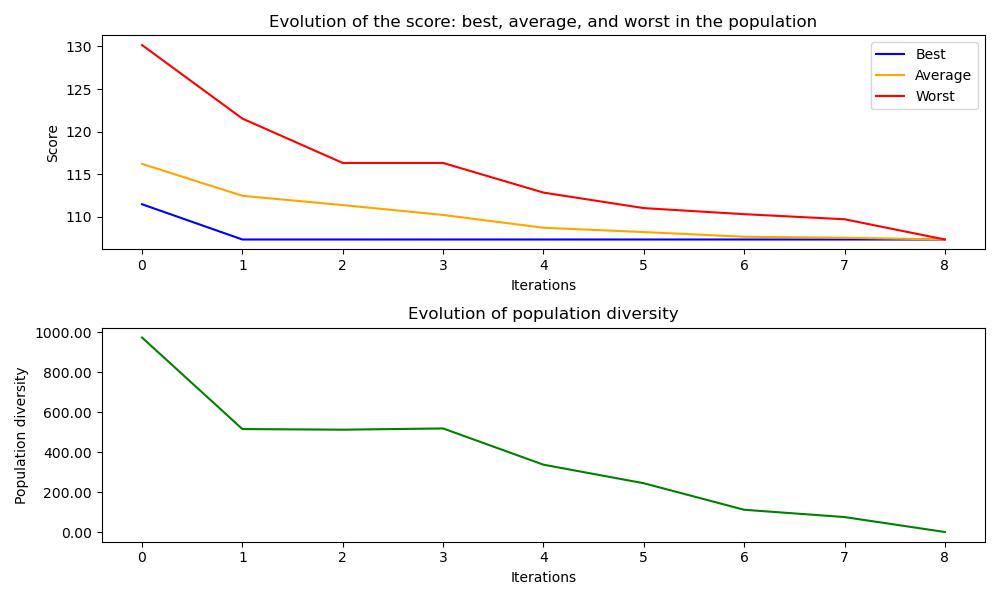 Evolution of the score: best, average, and worst in the population
130
125
120
115
110
Score
Best
Average
Worst
0 1 2 3 4 5 6 7 8
Iterations
Evolution of population diversity
1000.00
800.00
600.00
400.00
200.00
0.00
Population diversity
0 1 2 3 4 5 6 7 8
Iterations